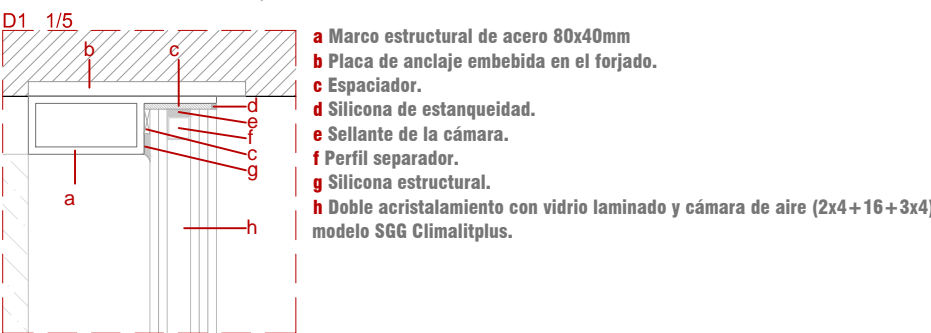 D1 1/5
b
c
d
e
f
c
g
a
h
a Marco estructural de acero 80x40mm
b Placa de anclaje embebida en el forjado.
c Espaciador.
d Silicona de estanqueidad.
e Sellante de la cámara.
f Perfil separador.
g Silicona estructural.
h Doble acristalamiento con vidrio laminado y cámara de aire (2x4+16+3x4)
modelo SGG Climalitplus.